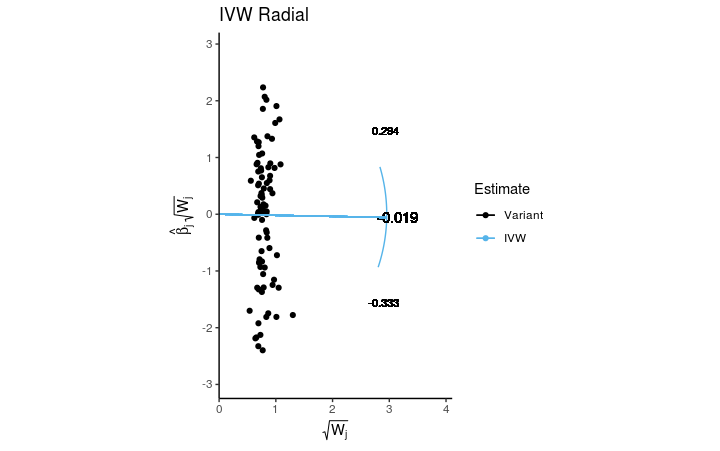 IVW Radial
3
2
1
0
-1
-2
-3
β̂j√Wj
0.294
-0.019
-0.333
0 1 2 3 4
√Wj
Estimate
Variant
IVW